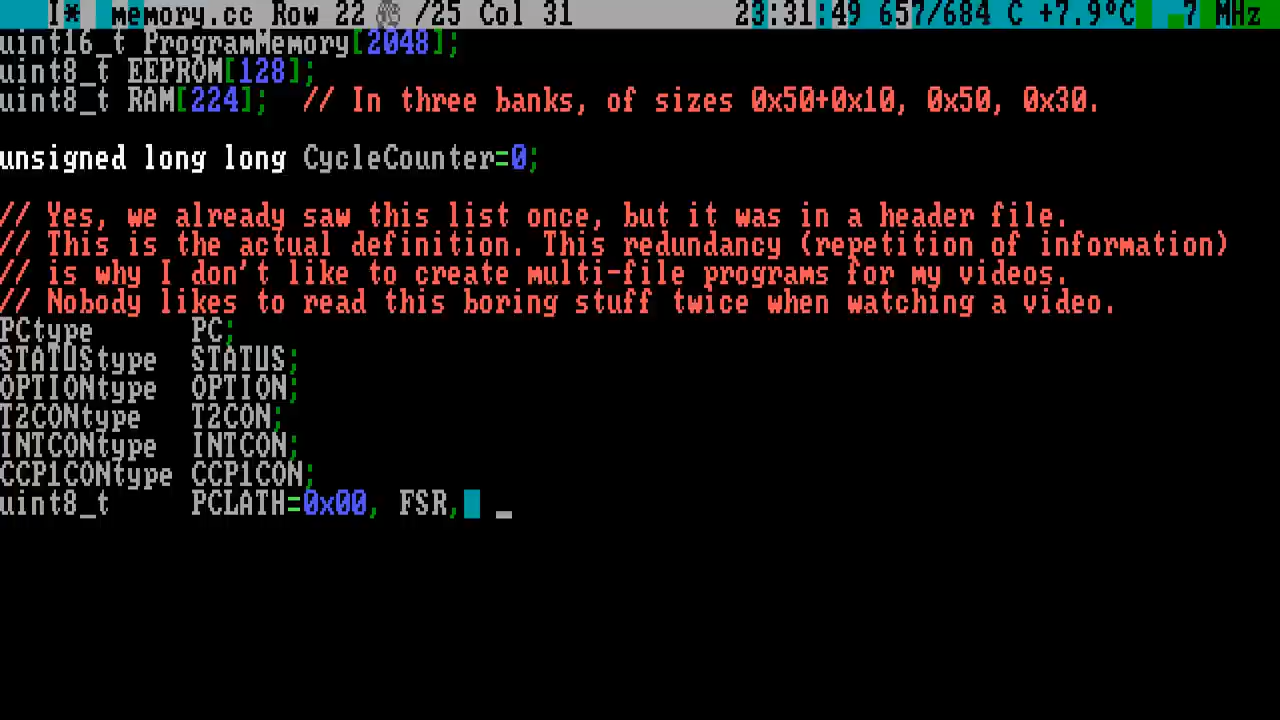 I* memory.cc Row 22 /25 Col 31 23:31:49 657/684 C +7.9°C 7 MHz
uint16_t ProgramMemory[2048];
uint8_t EEPROM[128];
uint8_t RAM[224]; // In three banks, of sizes 0x50+0x10, 0x50, 0x30.
unsigned long long CycleCounter=0;
// Yes, we already saw this list once, but it was in a header file.
// This is the actual definition. This redundancy (repetition of information)
// is why I don't like to create multi-file programs for my videos.
// Nobody likes to read this boring stuff twice when watching a video.
PCtype PC;
STATUStype STATUS;
OPTIONtype OPTION;
T2CONtype T2CON;
INTCONtype INTCON;
CCP1CONtype CCP1CON;
uint8_t PCLATH=0x00, FSR, _